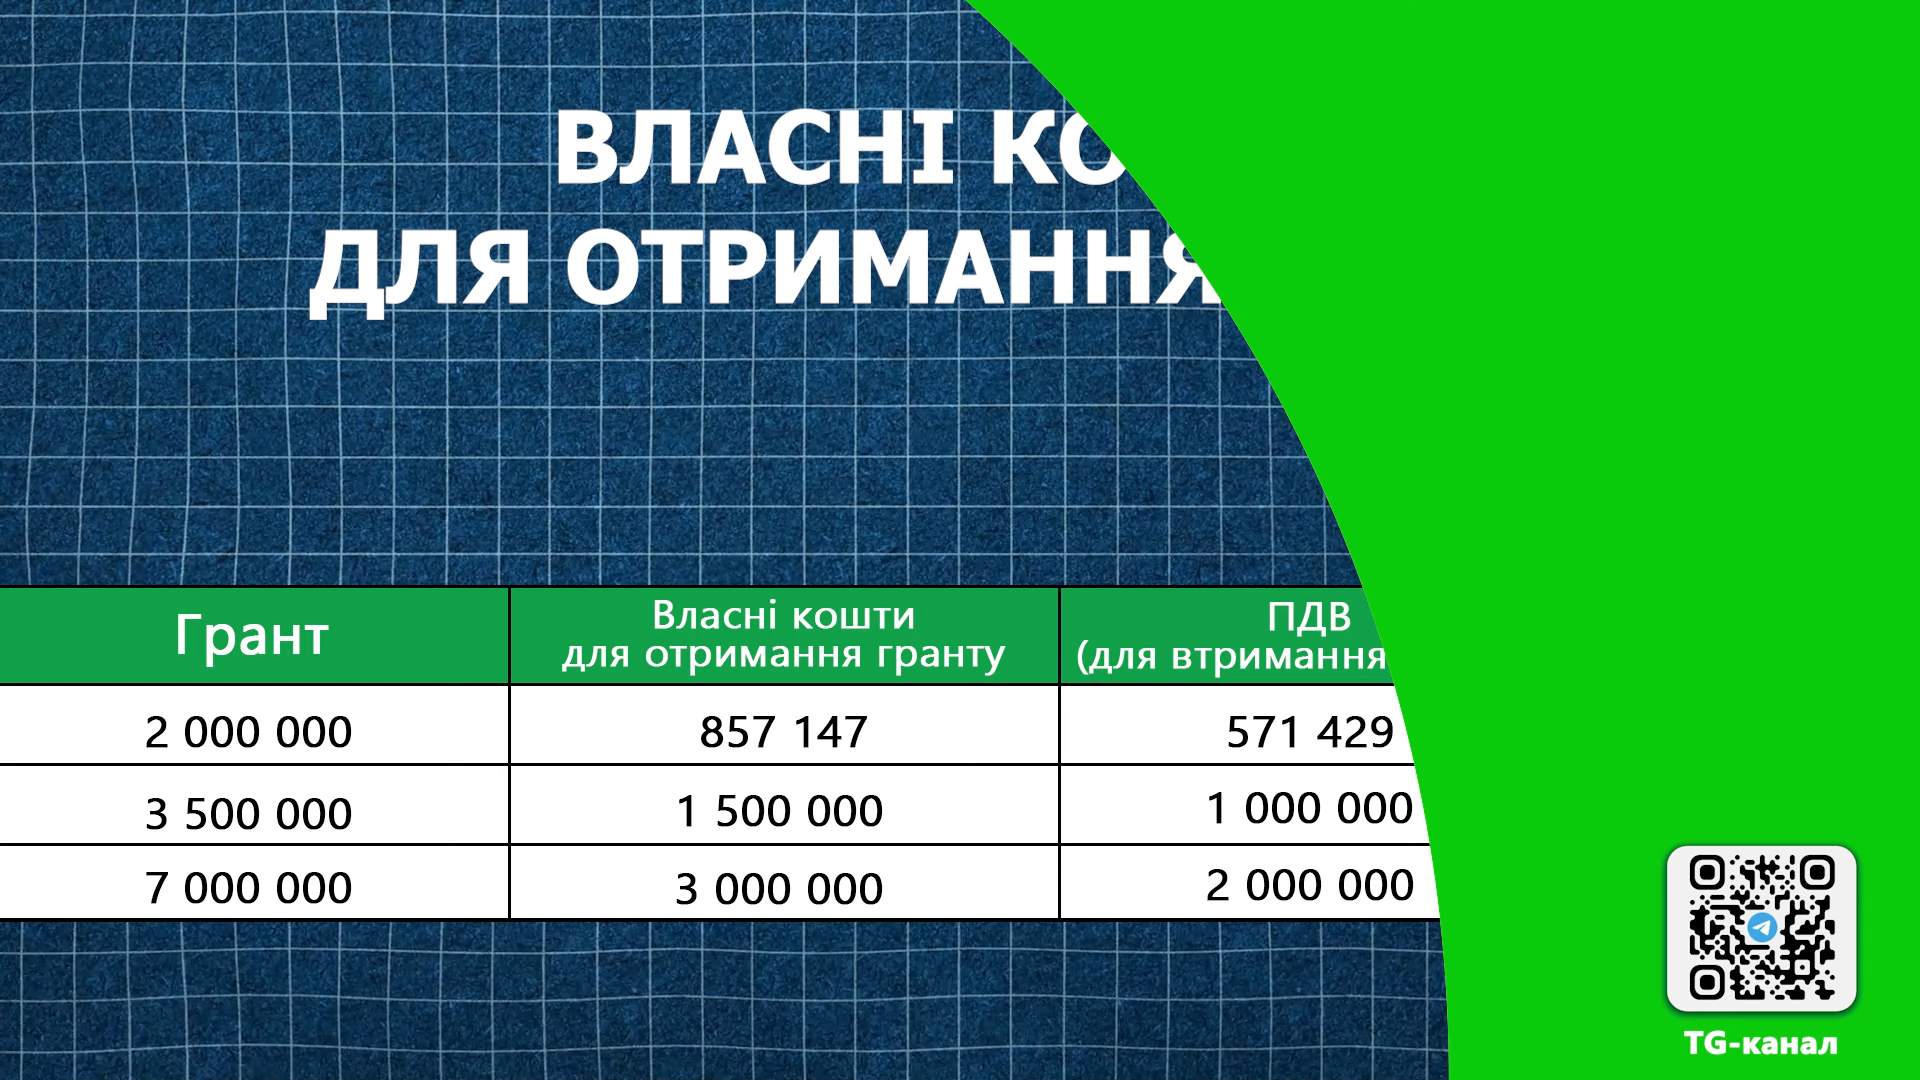 ВЛАСНІ КО
ДЛЯ ОТРИМАННЯ
Грант
Власні кошти
для отримання гранту
ПДВ
(для втримання
2 000 000
857 147
571 429
3 500 000
1 500 000
1 000 000
7 000 000
3 000 000
2 000 000
TG-канал